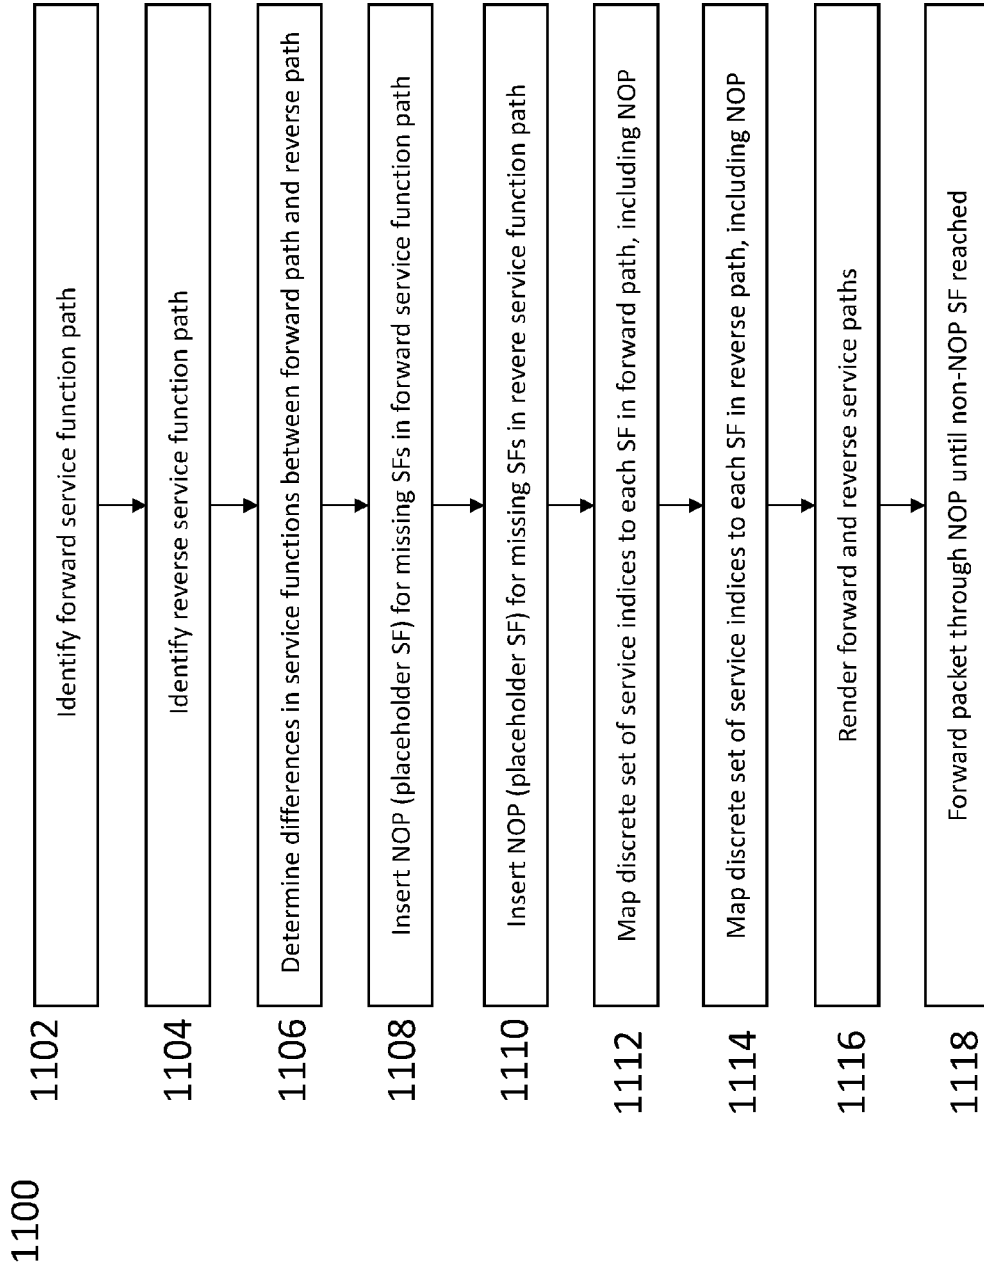 1100
1102
Identify forward service function path
1104
Identify reverse service function path
1106
Determine differences in service functions between forward path and reverse path
1108
Insert NOP (placeholder SF) for missing SFs in forward service function path
1110
Insert NOP (placeholder SF) for missing SFs in revere service function path
1112
Map discrete set of service indices to each SF in forward path, including NOP
1114
Map discrete set of service indices to each SF in reverse path, including NOP
1116
Render forward and reverse service paths
1118
Forward packet through NOP until non-NOP SF reached